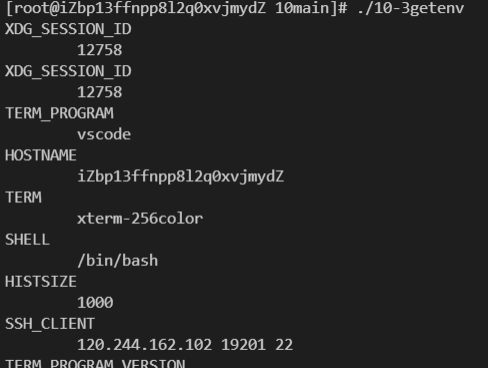 [root@iZbp13ffnpp8l2q0xvjmydZ 10main]# ./10-3getenv
XDG_SESSION_ID
12758
XDG_SESSION_ID
12758
TERM_PROGRAM
vscode
HOSTNAME
iZbp13ffnpp8l2q0xvjmydZ
TERM
xterm-256color
SHELL
/bin/bash
HISTSIZE
1000
SSH_CLIENT
120.244.162.102 19201 22
TERM_PROGRAM_VERSION